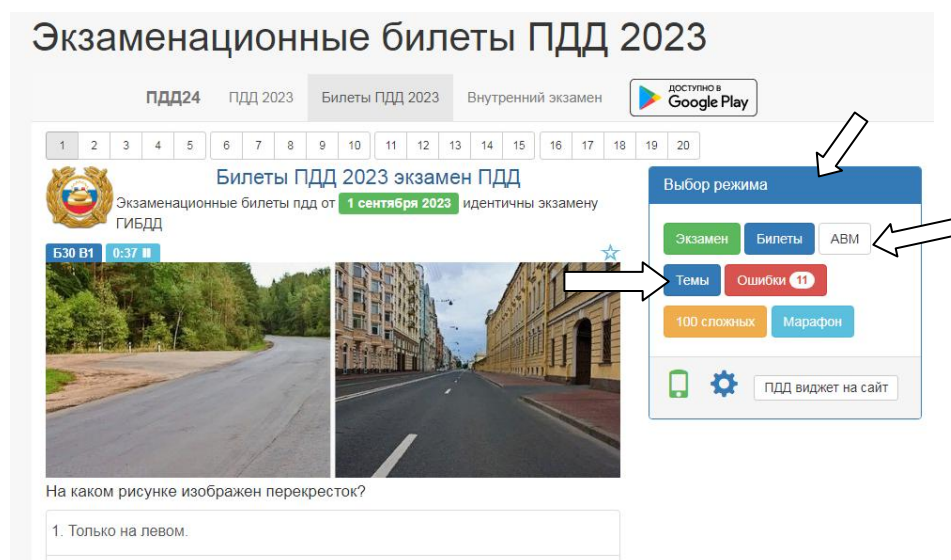 Экзаменационные билеты ПДД 2023
ПДД24 ПДД 2023 Билеты ПДД 2023 Внутренний экзамен ДОСТУПНО В Google Play
1 2 3 4 5 6 7 8 9 10 11 12 13 14 15 16 17 18 19 20
Билеты ПДД 2023 экзамен ПДД
Экзаменационные билеты пдд от 1 сентября 2023 идентичны экзамену
ГИБДД
Б30 В1 0:37
На каком рисунке изображен перекресток?
1. Только на левом.
Выбор режима
Экзамен Билеты АВМ
Темы Ошибки 11
100 сложных Марафон
ПДД виджет на сайт